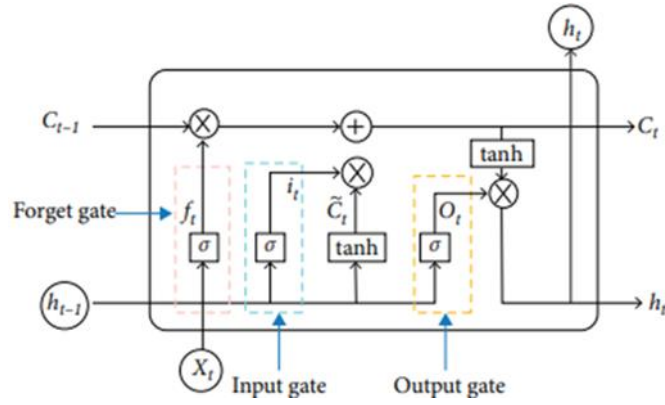 h_t
C_{t-1}
C_t
tanh
Forget gate
f_t
i_t
C̃_t
O_t
σ
σ
tanh
σ
h_{t-1}
h_t
X_t
Input gate
Output gate